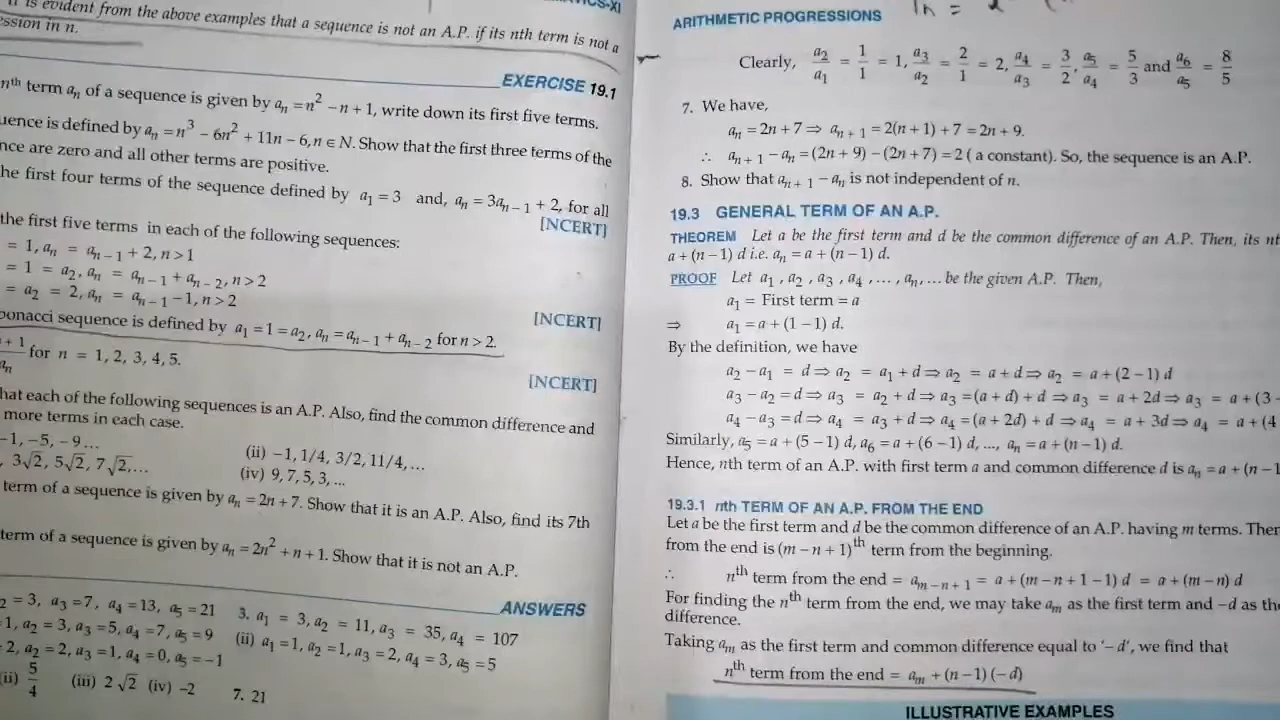 It is evident from the above examples that a sequence is not an A.P. if its nth term is not a
ession in n.
EXERCISE 19.1
nth term aₙ of a sequence is given by aₙ = n² − n + 1, write down its first five terms.
uence is defined by aₙ = n³ − 6n² + 11n − 6, n ∈ N. Show that the first three terms of the
nce are zero and all other terms are positive.
he first four terms of the sequence defined by a₁ = 3 and, aₙ = 3aₙ₋₁ + 2, for all
[NCERT]
the first five terms in each of the following sequences:
= 1, aₙ = aₙ₋₁ + 2, n > 1
= 1 = a₂, aₙ = aₙ₋₁ + aₙ₋₂, n > 2
= a₂ = 2, aₙ = aₙ₋₁ − 1, n > 2
[NCERT]
bonacci sequence is defined by a₁ = 1 = a₂, aₙ = aₙ₋₁ + aₙ₋₂ for n > 2.
+ 1/aₙ for n = 1, 2, 3, 4, 5.
[NCERT]
hat each of the following sequences is an A.P. Also, find the common difference and
more terms in each case.
−1, −5, −9 ... (ii) −1, 1/4, 3/2, 11/4, ...
, 3√2, 5√2, 7√2, ... (iv) 9, 7, 5, 3, ...
term of a sequence is given by aₙ = 2n + 7. Show that it is an A.P. Also, find its 7th
term of a sequence is given by aₙ = 2n² + n + 1. Show that it is not an A.P.
ANSWERS
2 = 3, a₃ = 7, a₄ = 13, a₅ = 21 3. a₁ = 3, a₂ = 11, a₃ = 35, a₄ = 107
1, a₂ = 3, a₃ = 5, a₄ = 7, a₅ = 9 (ii) a₁ = 1, a₂ = 1, a₃ = 2, a₄ = 3, a₅ = 5
2, a₂ = 2, a₃ = 1, a₄ = 0, a₅ = −1
(ii) 5/4 (iii) 2√2 (iv) −2 7. 21
ARITHMETIC PROGRESSIONS
Clearly, a₂/a₁ = 1/1 = 1, a₃/a₂ = 2/1 = 2, a₄/a₃ = 3/2, a₅/a₄ = 5/3 and a₆/a₅ = 8/5
7. We have,
aₙ = 2n + 7 ⇒ aₙ₊₁ = 2(n + 1) + 7 = 2n + 9.
∴ aₙ₊₁ − aₙ = (2n + 9) − (2n + 7) = 2 ( a constant). So, the sequence is an A.P.
8. Show that aₙ₊₁ − aₙ is not independent of n.
19.3 GENERAL TERM OF AN A.P.
THEOREM Let a be the first term and d be the common difference of an A.P. Then, its nt
a + (n − 1) d i.e. aₙ = a + (n − 1) d.
PROOF Let a₁, a₂, a₃, a₄, ..., aₙ, ... be the given A.P. Then,
a₁ = First term = a
⇒ a₁ = a + (1 − 1) d.
By the definition, we have
a₂ − a₁ = d ⇒ a₂ = a₁ + d ⇒ a₂ = a + d ⇒ a₂ = a + (2 − 1) d
a₃ − a₂ = d ⇒ a₃ = a₂ + d ⇒ a₃ = (a + d) + d ⇒ a₃ = a + 2d ⇒ a₃ = a + (3 −
a₄ − a₃ = d ⇒ a₄ = a₃ + d ⇒ a₄ = (a + 2d) + d ⇒ a₄ = a + 3d ⇒ a₄ = a + (4
Similarly, a₅ = a + (5 − 1) d, a₆ = a + (6 − 1) d, ..., aₙ = a + (n − 1) d.
Hence, nth term of an A.P. with first term a and common difference d is aₙ = a + (n − 1
19.3.1 nth TERM OF AN A.P. FROM THE END
Let a be the first term and d be the common difference of an A.P. having m terms. Then
from the end is (m − n + 1)ᵗʰ term from the beginning.
∴ nᵗʰ term from the end = aₘ₋ₙ₊₁ = a + (m − n + 1 − 1) d = a + (m − n) d
For finding the nᵗʰ term from the end, we may take aₘ as the first term and −d as the
difference.
Taking aₘ as the first term and common difference equal to ‘− d’, we find that
nᵗʰ term from the end = aₘ + (n − 1) (−d)
ILLUSTRATIVE EXAMPLES